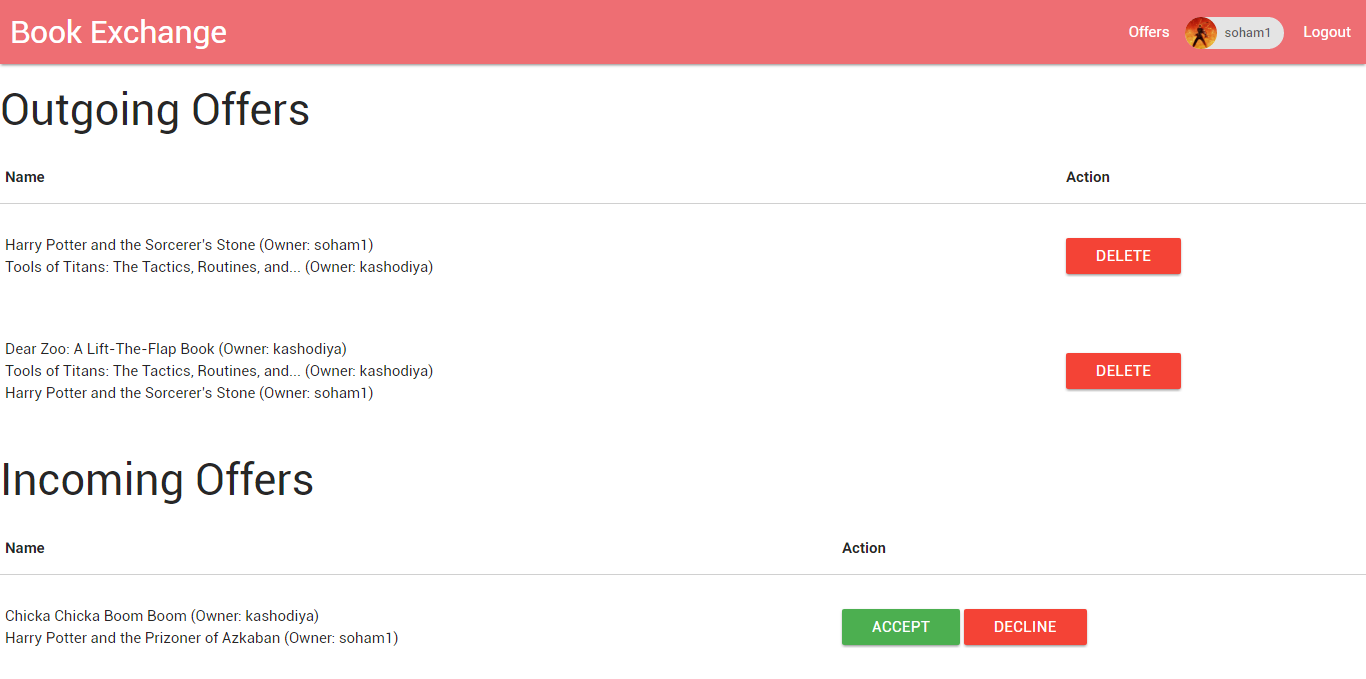 Book Exchange
Offers soham1 Logout
Outgoing Offers
Name Action
Harry Potter and the Sorcerer's Stone (Owner: soham1)
Tools of Titans: The Tactics, Routines, and... (Owner: kashodiya)
DELETE
Dear Zoo: A Lift-The-Flap Book (Owner: kashodiya)
Tools of Titans: The Tactics, Routines, and... (Owner: kashodiya)
Harry Potter and the Sorcerer's Stone (Owner: soham1)
DELETE
Incoming Offers
Name Action
Chicka Chicka Boom Boom (Owner: kashodiya)
Harry Potter and the Prizoner of Azkaban (Owner: soham1)
ACCEPT DECLINE